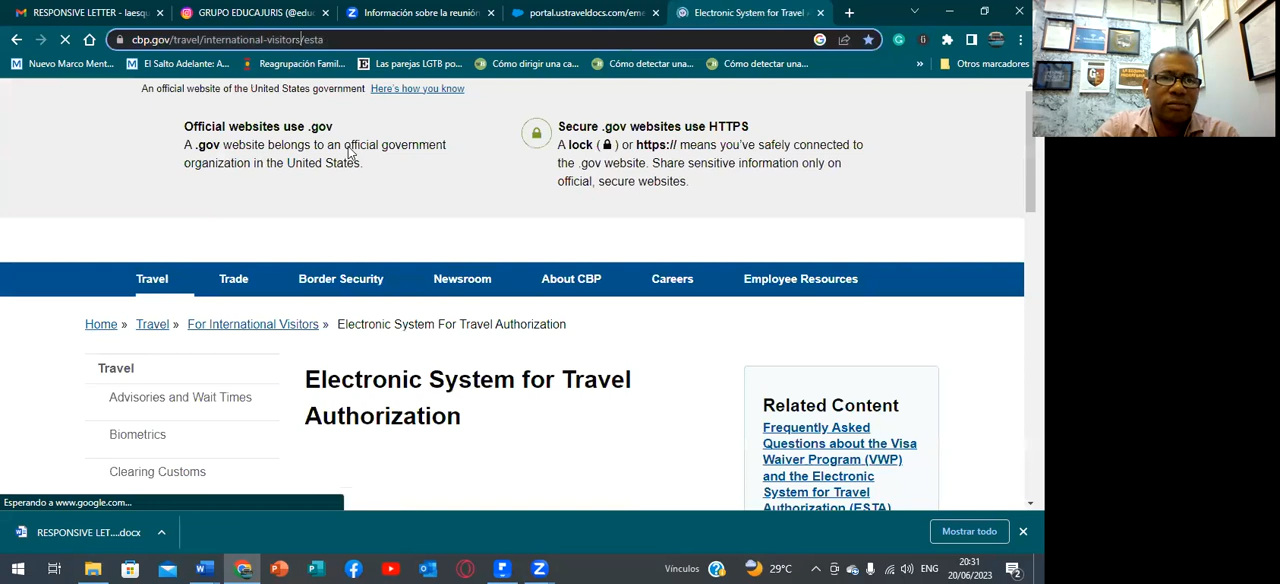 RESPONSIVE LETTER - laesqu
GRUPO EDUCAJURIS (@edu
Información sobre la reunión
portal.ustraveldocs.com/eme
Electronic System for Travel A
cbp.gov/travel/international-visitors/esta
Nuevo Marco Ment...
El Salto Adelante: A...
Reagrupación Famil...
Las parejas LGTB po...
Cómo dirigir una ca...
Cómo detectar una...
Cómo detectar una...
»
Otros marcadores
An official website of the United States government Here's how you know
Official websites use .gov
A .gov website belongs to an official government
organization in the United States.
Secure .gov websites use HTTPS
A lock ( ) or https:// means you've safely connected to
the .gov website. Share sensitive information only on
official, secure websites.
Travel Trade Border Security Newsroom About CBP Careers Employee Resources
Home » Travel » For International Visitors » Electronic System For Travel Authorization
Travel
Advisories and Wait Times
Biometrics
Clearing Customs
Electronic System for Travel
Authorization
Related Content
Frequently Asked
Questions about the Visa
Waiver Program (VWP)
and the Electronic
System for Travel
Authorization (ESTA)
Esperando a www.google.com...
RESPONSIVE LET....docx
Mostrar todo
Vínculos
29°C
ENG
20:31
20/06/2023